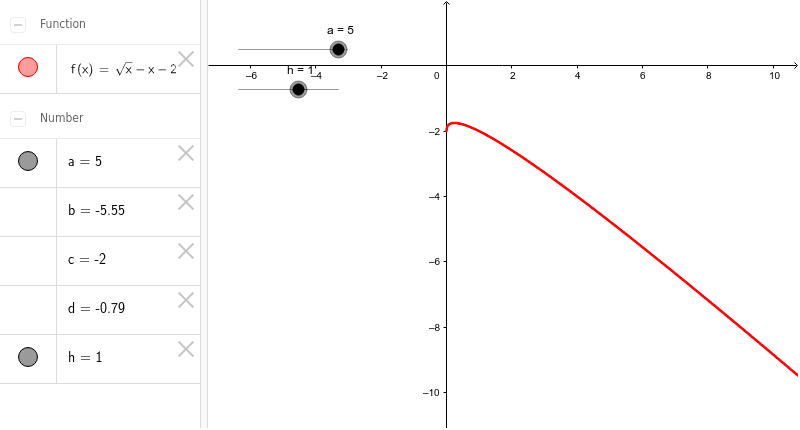 Function
f(x) = √x − x − 2
Number
a = 5
b = -5.55
c = -2
d = -0.79
h = 1
a = 5
h = 1
−6 −4 −2 0 2 4 6 8 10
−2
−4
−6
−8
−10